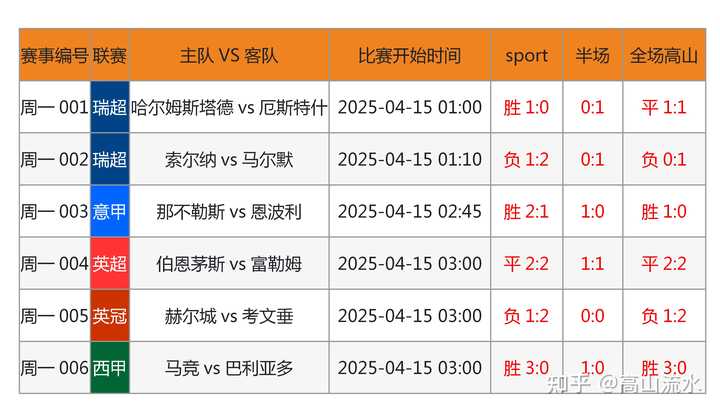 赛事编号 联赛 主队 VS 客队 比赛开始时间 sport 半场 全场高山
周一 001 瑞超 哈尔姆斯塔德 vs 厄斯特什 2025-04-15 01:00 胜 1:0 0:1 平 1:1
周一 002 瑞超 索尔纳 vs 马尔默 2025-04-15 01:10 负 1:2 0:1 负 0:1
周一 003 意甲 那不勒斯 vs 恩波利 2025-04-15 02:45 胜 2:1 1:0 胜 1:0
周一 004 英超 伯恩茅斯 vs 富勒姆 2025-04-15 03:00 平 2:2 1:1 平 2:2
周一 005 英冠 赫尔城 vs 考文垂 2025-04-15 03:00 负 1:2 0:0 负 1:2
周一 006 西甲 马竞 vs 巴利亚多 2025-04-15 03:00 胜 3:0 1:0 胜 3:0
知乎 @高山流水